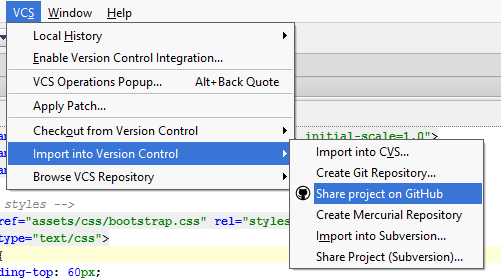 VCS Window Help
Local History
Enable Version Control Integration...
VCS Operations Popup... Alt+Back Quote
Apply Patch...
Checkout from Version Control
initial-scale=1.0">
Import into Version Control
Import into CVS...
Create Git Repository...
Browse VCS Repository
Share project on GitHub
styles -->
Create Mercurial Repository
ref="assets/css/bootstrap.css" rel="styles
Import into Subversion...
type="text/css">
Share Project (Subversion)...
{
ding-top: 60px;